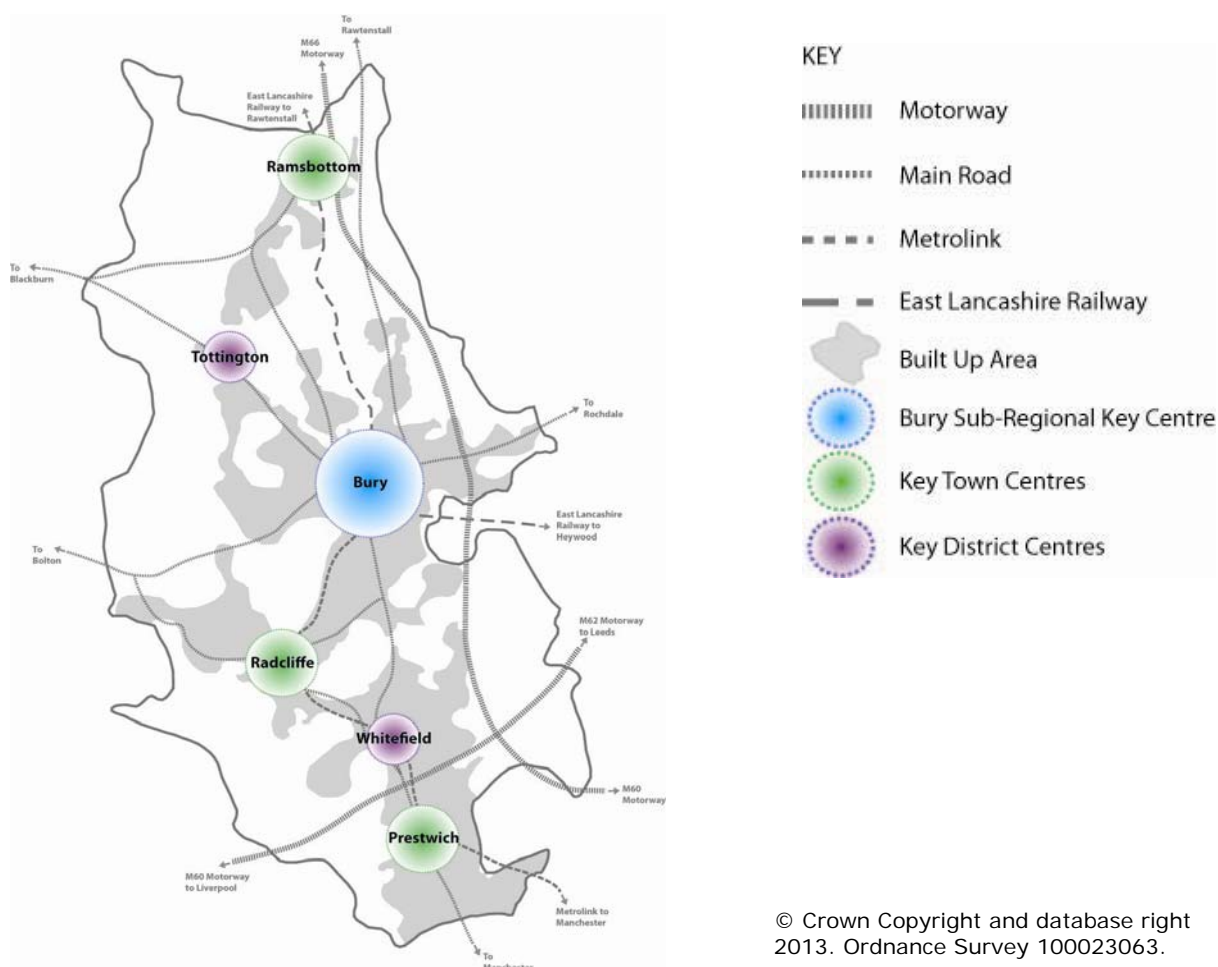 To
Rawtenstall
M66
Motorway
East Lancashire
Railway to
Rawtenstall
Ramsbottom
To
Blackburn
Tottington
To
Rochdale
Bury
East Lancashire
Railway to
Heywood
To
Bolton
M62 Motorway
to Leeds
Radcliffe
Whitefield
M60
Motorway
Prestwich
M60 Motorway
to Liverpool
Metrolink to
Manchester
To
Manchester
KEY
Motorway
Main Road
Metrolink
East Lancashire Railway
Built Up Area
Bury Sub-Regional Key Centre
Key Town Centres
Key District Centres
© Crown Copyright and database right
2013. Ordnance Survey 100023063.